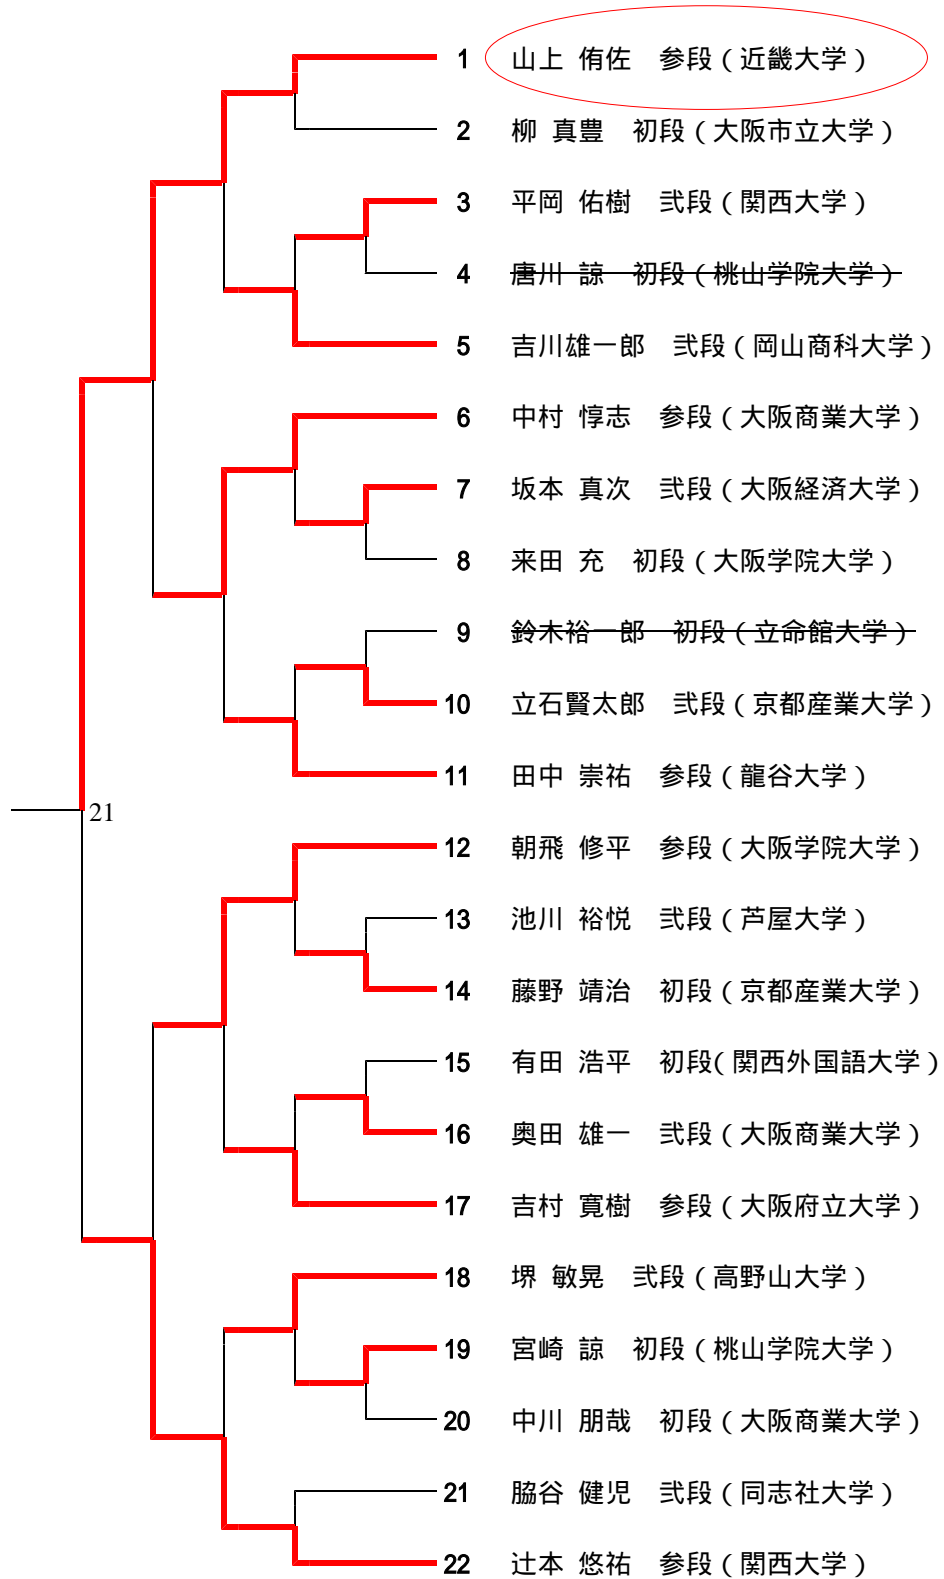 1 山上 侑佐 参段(近畿大学)
2 柳 真豊 初段(大阪市立大学)
3 平岡 佑樹 弐段(関西大学)
4 唐川 諒 初段(桃山学院大学)
5 吉川雄一郎 弐段(岡山商科大学)
6 中村 惇志 参段(大阪商業大学)
7 坂本 真次 弐段(大阪経済大学)
8 来田 充 初段(大阪学院大学)
9 鈴木裕一郎 初段(立命館大学)
10 立石賢太郎 弐段(京都産業大学)
11 田中 崇祐 参段(龍谷大学)
21
12 朝飛 修平 参段(大阪学院大学)
13 池川 裕悦 弐段(芦屋大学)
14 藤野 靖治 初段(京都産業大学)
15 有田 浩平 初段(関西外国語大学)
16 奥田 雄一 弐段(大阪商業大学)
17 吉村 寛樹 参段(大阪府立大学)
18 堺 敏晃 弐段(高野山大学)
19 宮崎 諒 初段(桃山学院大学)
20 中川 朋哉 初段(大阪商業大学)
21 脇谷 健児 弐段(同志社大学)
22 辻本 悠祐 参段(関西大学)